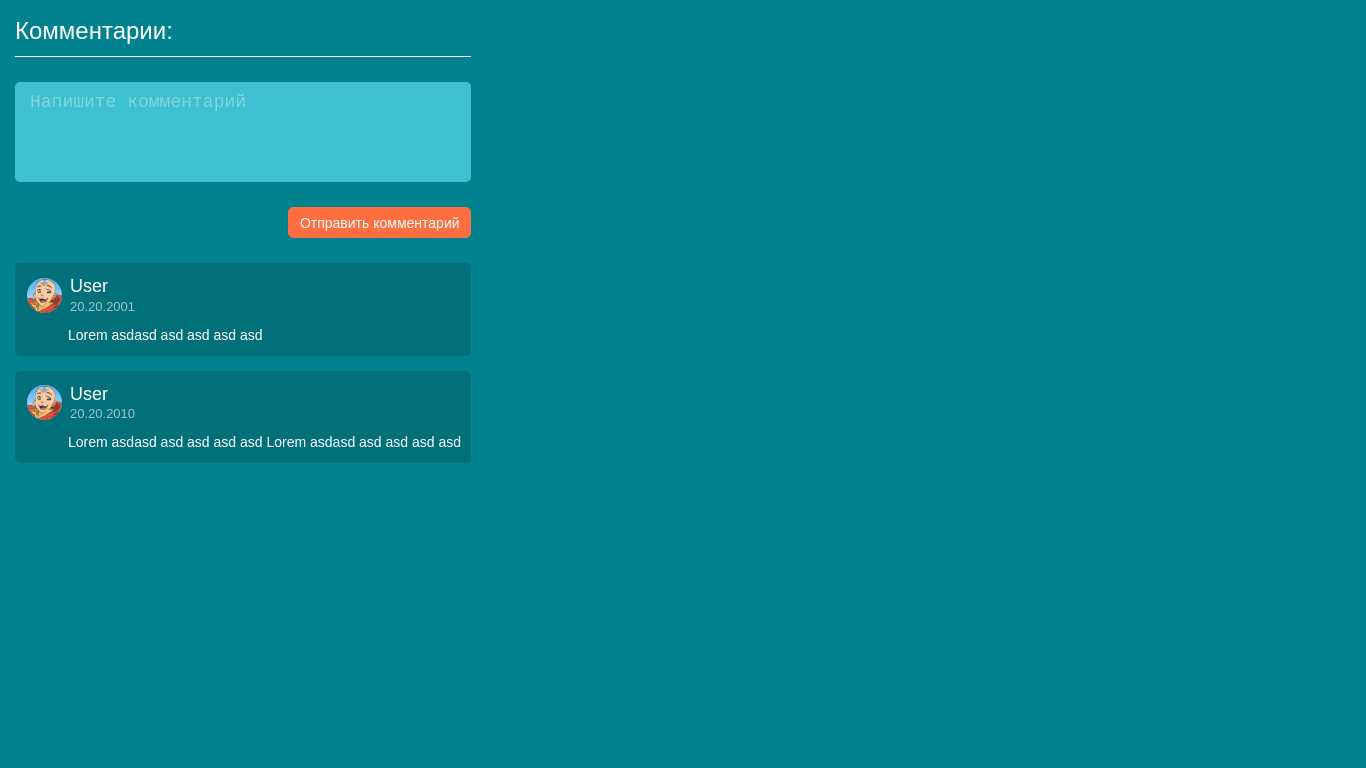 Комментарии:
Напишите комментарий
Отправить комментарий
User
20.20.2001
Lorem asdasd asd asd asd asd
User
20.20.2010
Lorem asdasd asd asd asd asd Lorem asdasd asd asd asd asd